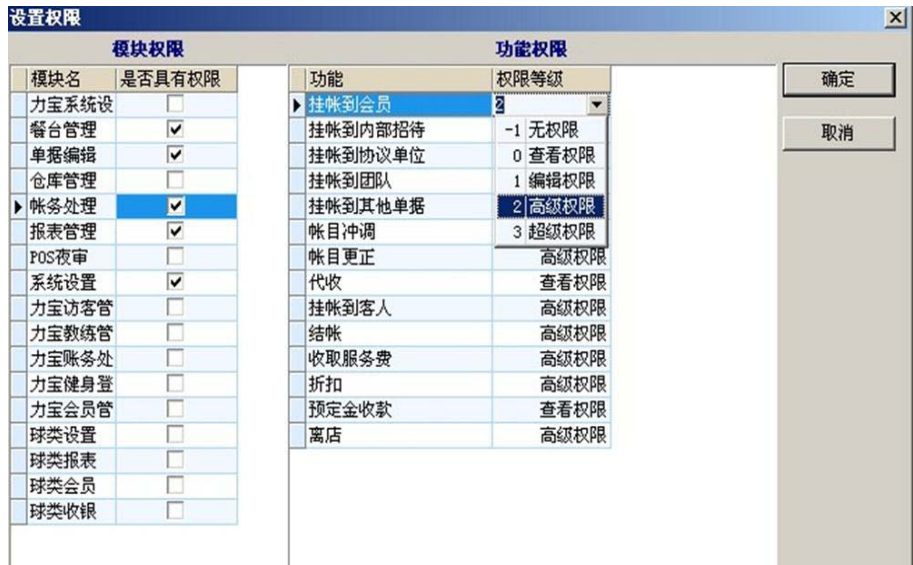 设置权限
模块权限
模块名 是否具有权限
力宝系统设
餐台管理
单据编辑
仓库管理
帐务处理
报表管理
POS夜审
系统设置
力宝访客管
力宝教练管
力宝账务处
力宝健身登
力宝会员管
球类设置
球类报表
球类会员
球类收银
功能权限
功能 权限等级
挂帐到会员 2
挂帐到内部招待
挂帐到协议单位
挂帐到团队
挂帐到其他单据
帐目冲调
帐目更正 高级权限
代收 查看权限
挂帐到客人 高级权限
结帐 高级权限
收取服务费 高级权限
折扣 高级权限
预定金收款 查看权限
离店 高级权限
-1 无权限
0 查看权限
1 编辑权限
2 高级权限
3 超级权限
确定
取消